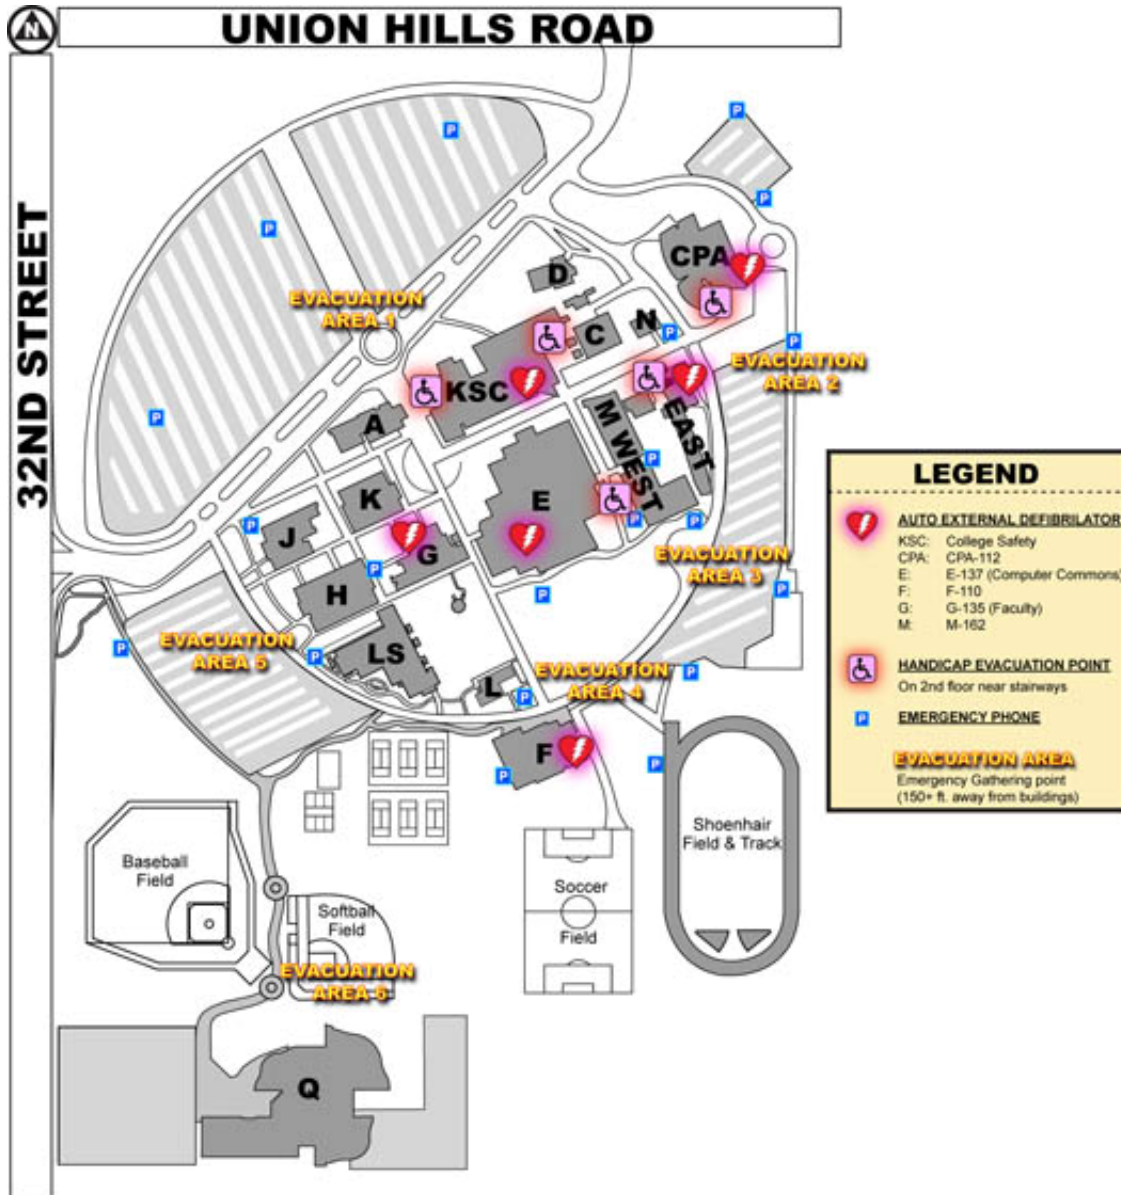 N
UNION HILLS ROAD
32ND STREET
P
P
P
P
P
CPA
D
EVACUATION
AREA 1
C
N
P
P
EVACUATION
AREA 2
KSC
A
M WEST
EAST
P
P
K
E
J
P
G
P
P
EVACUATION
AREA 3
H
P
P
P
EVACUATION
AREA 5
P
P
LS
L
P
EVACUATION
AREA 4
P
F
P
P
Baseball
Field
Softball
Field
Soccer
Field
Shoenhair
Field & Track
EVACUATION
AREA 6
Q
LEGEND
AUTO EXTERNAL DEFIBRILATOR
KSC: College Safety
CPA: CPA-112
E: E-137 (Computer Commons)
F: F-110
G: G-135 (Faculty)
M: M-162
HANDICAP EVACUATION POINT
On 2nd floor near stairways
P EMERGENCY PHONE
EVACUATION AREA
Emergency Gathering point
(150+ ft. away from buildings)